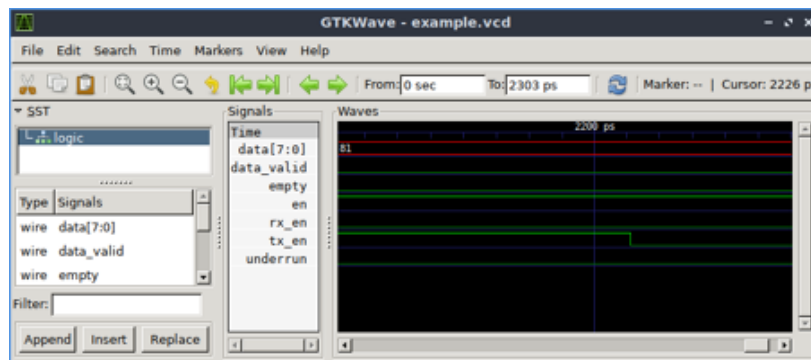 GTKWave - example.vcd
File Edit Search Time Markers View Help
From: 0 sec To: 2303 ps Marker: -- | Cursor: 2226 p
SST
logic
Type Signals
wire data[7:0]
wire data_valid
wire empty
Filter:
Append Insert Replace
Signals
Time
data[7:0]
data_valid
empty
en
rx_en
tx_en
underrun
Waves
2200 ps
81